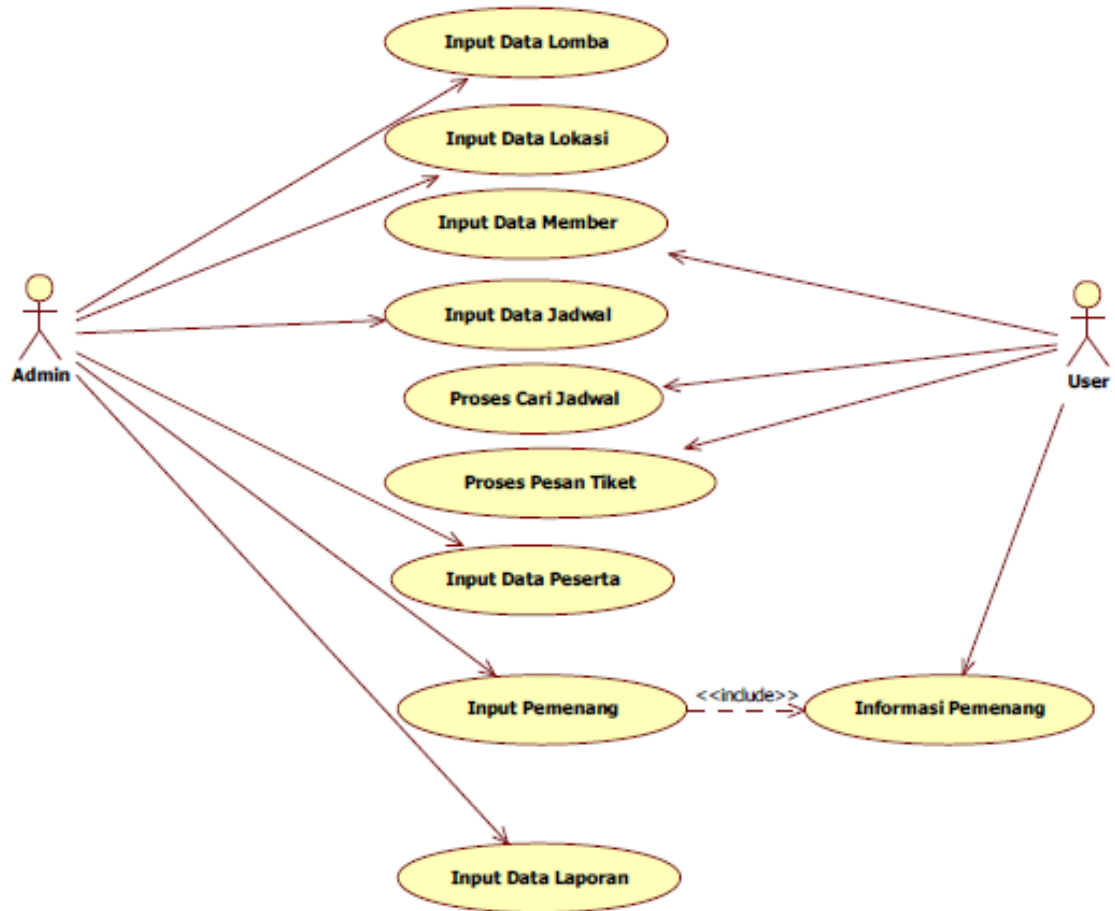 Input Data Lomba
Input Data Lokasi
Input Data Member
Input Data Jadwal
Admin
User
Proses Cari Jadwal
Proses Pesan Tiket
Input Data Peserta
<<include>>
Input Pemenang
Informasi Pemenang
Input Data Laporan